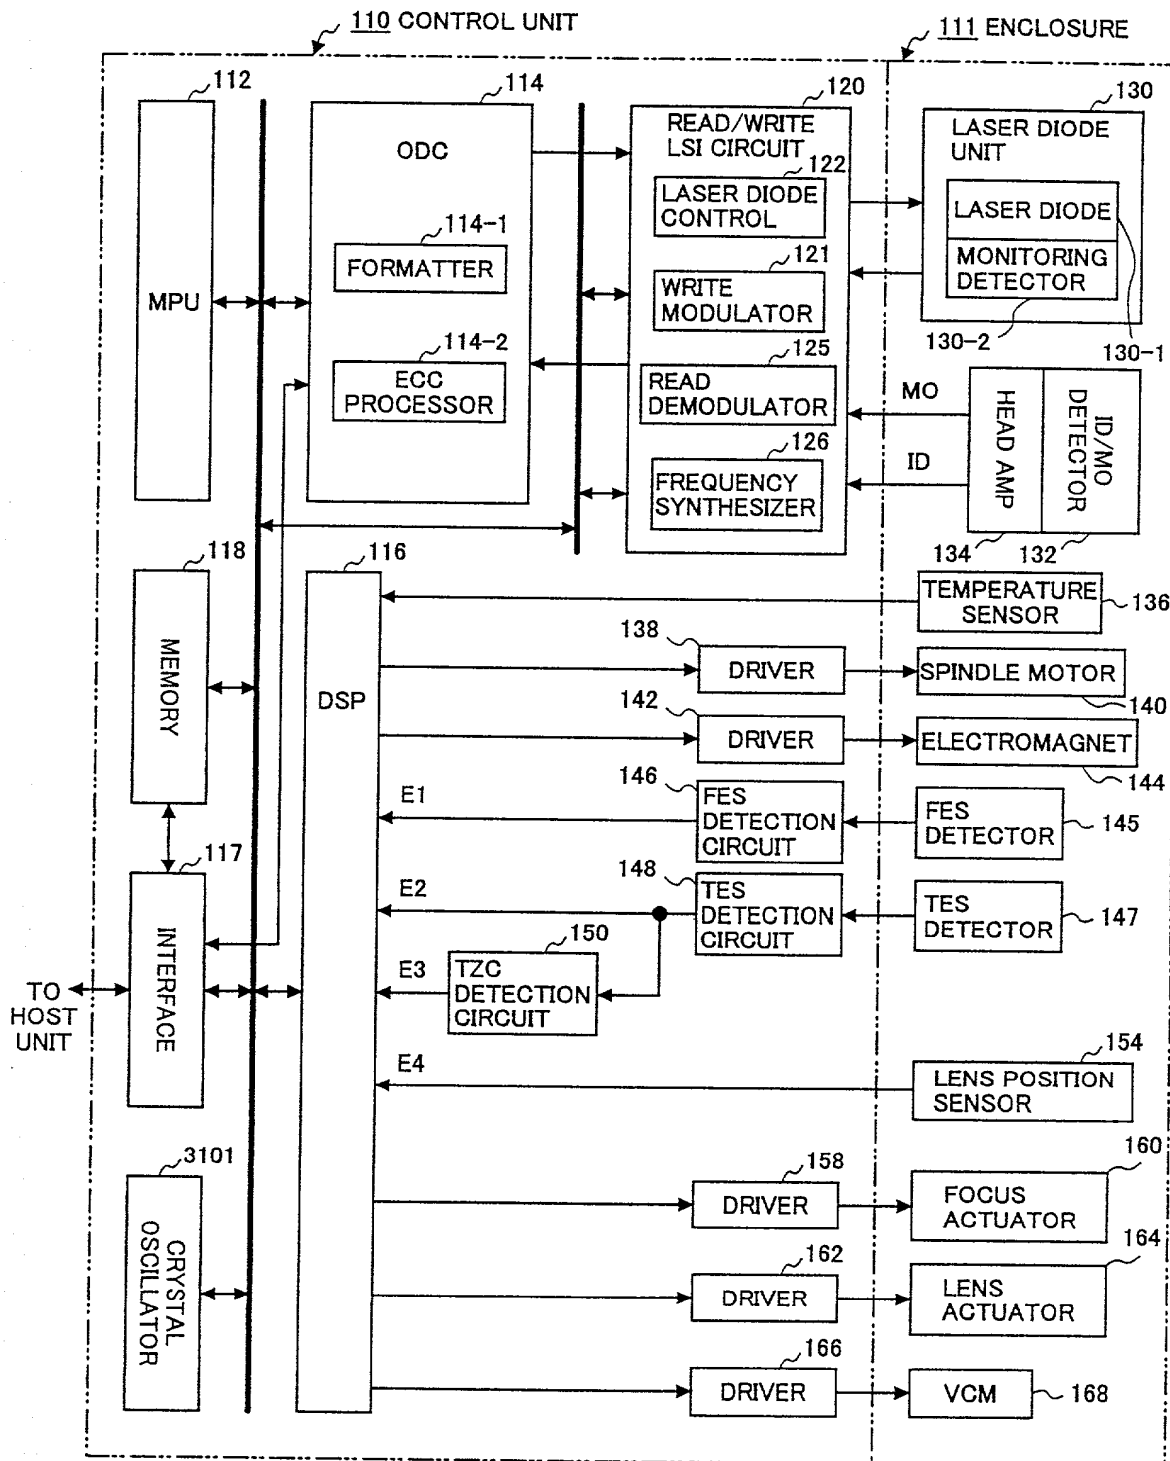 110 CONTROL UNIT
111 ENCLOSURE
112
MPU
114
ODC
114-1
FORMATTER
114-2
ECC
PROCESSOR
120
READ/WRITE
LSI CIRCUIT
122
LASER DIODE
CONTROL
121
WRITE
MODULATOR
125
READ
DEMODULATOR
126
FREQUENCY
SYNTHESIZER
130
LASER DIODE
UNIT
LASER DIODE
MONITORING
DETECTOR
130-2
130-1
MO
ID
HEAD AMP
ID/MO
DETECTOR
134
132
118
MEMORY
116
DSP
TEMPERATURE
SENSOR
136
138
DRIVER
SPINDLE MOTOR
140
142
DRIVER
ELECTROMAGNET
144
E1
146
FES
DETECTION
CIRCUIT
FES
DETECTOR
145
117
INTERFACE
TO
HOST
UNIT
E2
148
TES
DETECTION
CIRCUIT
TES
DETECTOR
147
E3
150
TZC
DETECTION
CIRCUIT
E4
154
LENS POSITION
SENSOR
3101
CRYSTAL
OSCILLATOR
158
DRIVER
160
FOCUS
ACTUATOR
162
DRIVER
164
LENS
ACTUATOR
166
DRIVER
VCM
168